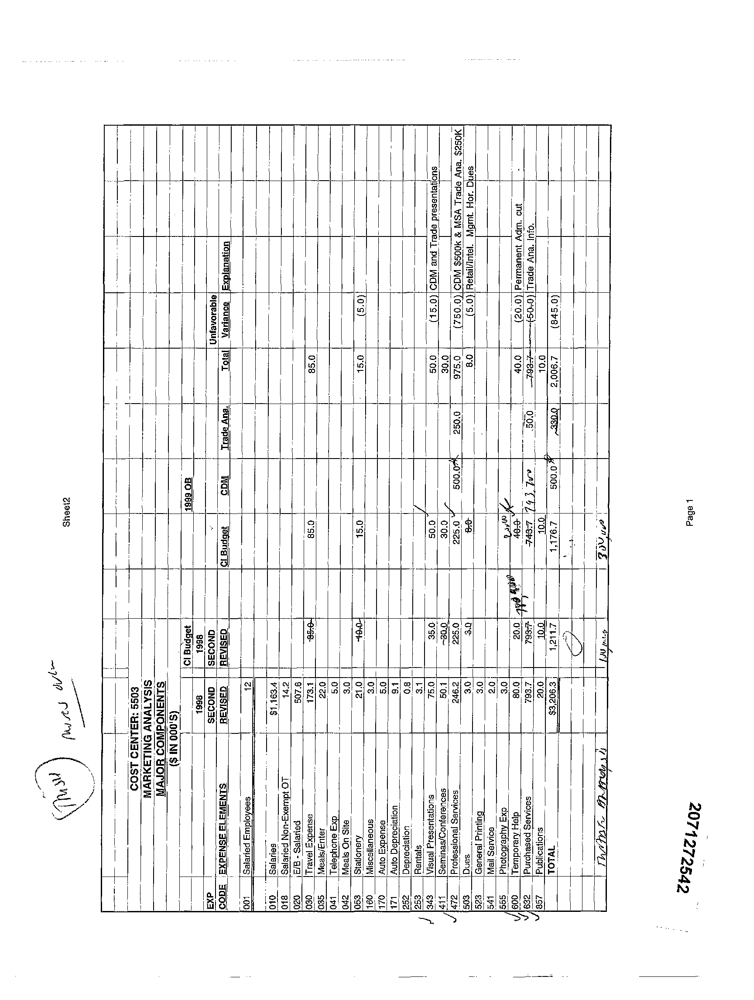 Sheet2
COST CENTER: 5503
MARKETING ANALYSIS
MAJOR COMPONENTS
($ IN 000'S)
CI Budget 1999 OB
1998 1998
EXP SECOND SECOND Unfavorable
CODE EXPENSE ELEMENTS REVISED REVISED CI Budget CDM Trade Ana. Total Variance Explanation
001 Salaried Employees 12
010 Salaries $1,163.4
018 Salaried Non-Exempt OT 14.2
020 E/B - Salaried 507.6
030 Travel Expense 173.1 85.0 85.0 85.0
035 Meals/Enter 22.0
041 Telephone Exp 5.0
042 Meals On Site 3.0
053 Stationery 21.0 10.0 15.0 15.0 (5.0)
160 Miscellaneous 3.0
170 Auto Expense 5.0
171 Auto Depreciation 9.1
252 Depreciation 0.8
253 Rentals 3.1
343 Visual Presentations 75.0 35.0 50.0 50.0 (15.0) CDM and Trade presentations
411 Seminas/Conferences 50.1 30.0 30.0 30.0
472 Professional Services 246.2 225.0 225.0 500.0 250.0 975.0 (750.0) CDM $500k & MSA Trade Ana. $250K
503 Dues 3.0 3.0 8.0 8.0 (5.0) Retail/Intel. Mgmt. Hor. Dues
523 General Printing 3.0
541 Mail Service 2.0
555 Photography Exp 3.0
600 Temporary Help 80.0 20.0 40.0 40.0 (20.0) Permanent Adm. cut
632 Purchased Services 793.7 793.7 743.7 793,700 50.0 793.7 (50.0) Trade Ana. Info.
857 Publications 20.0 10.0 10.0 10.0
TOTAL $3,206.3 1,211.7 1,176.7 500.0 330.0 2,006.7 (845.0)
300,000
Page 1
2071272542